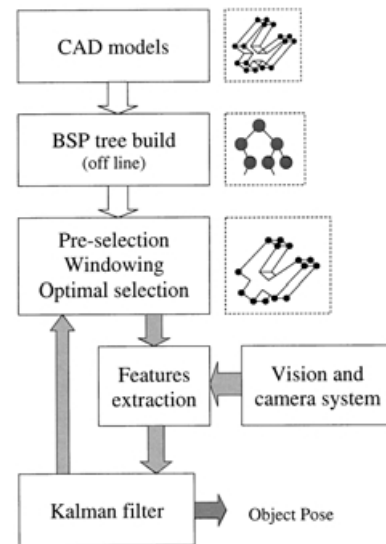 CAD models
BSP tree build
(off line)
Pre-selection
Windowing
Optimal selection
Features
extraction
Vision and
camera system
Kalman filter
Object Pose